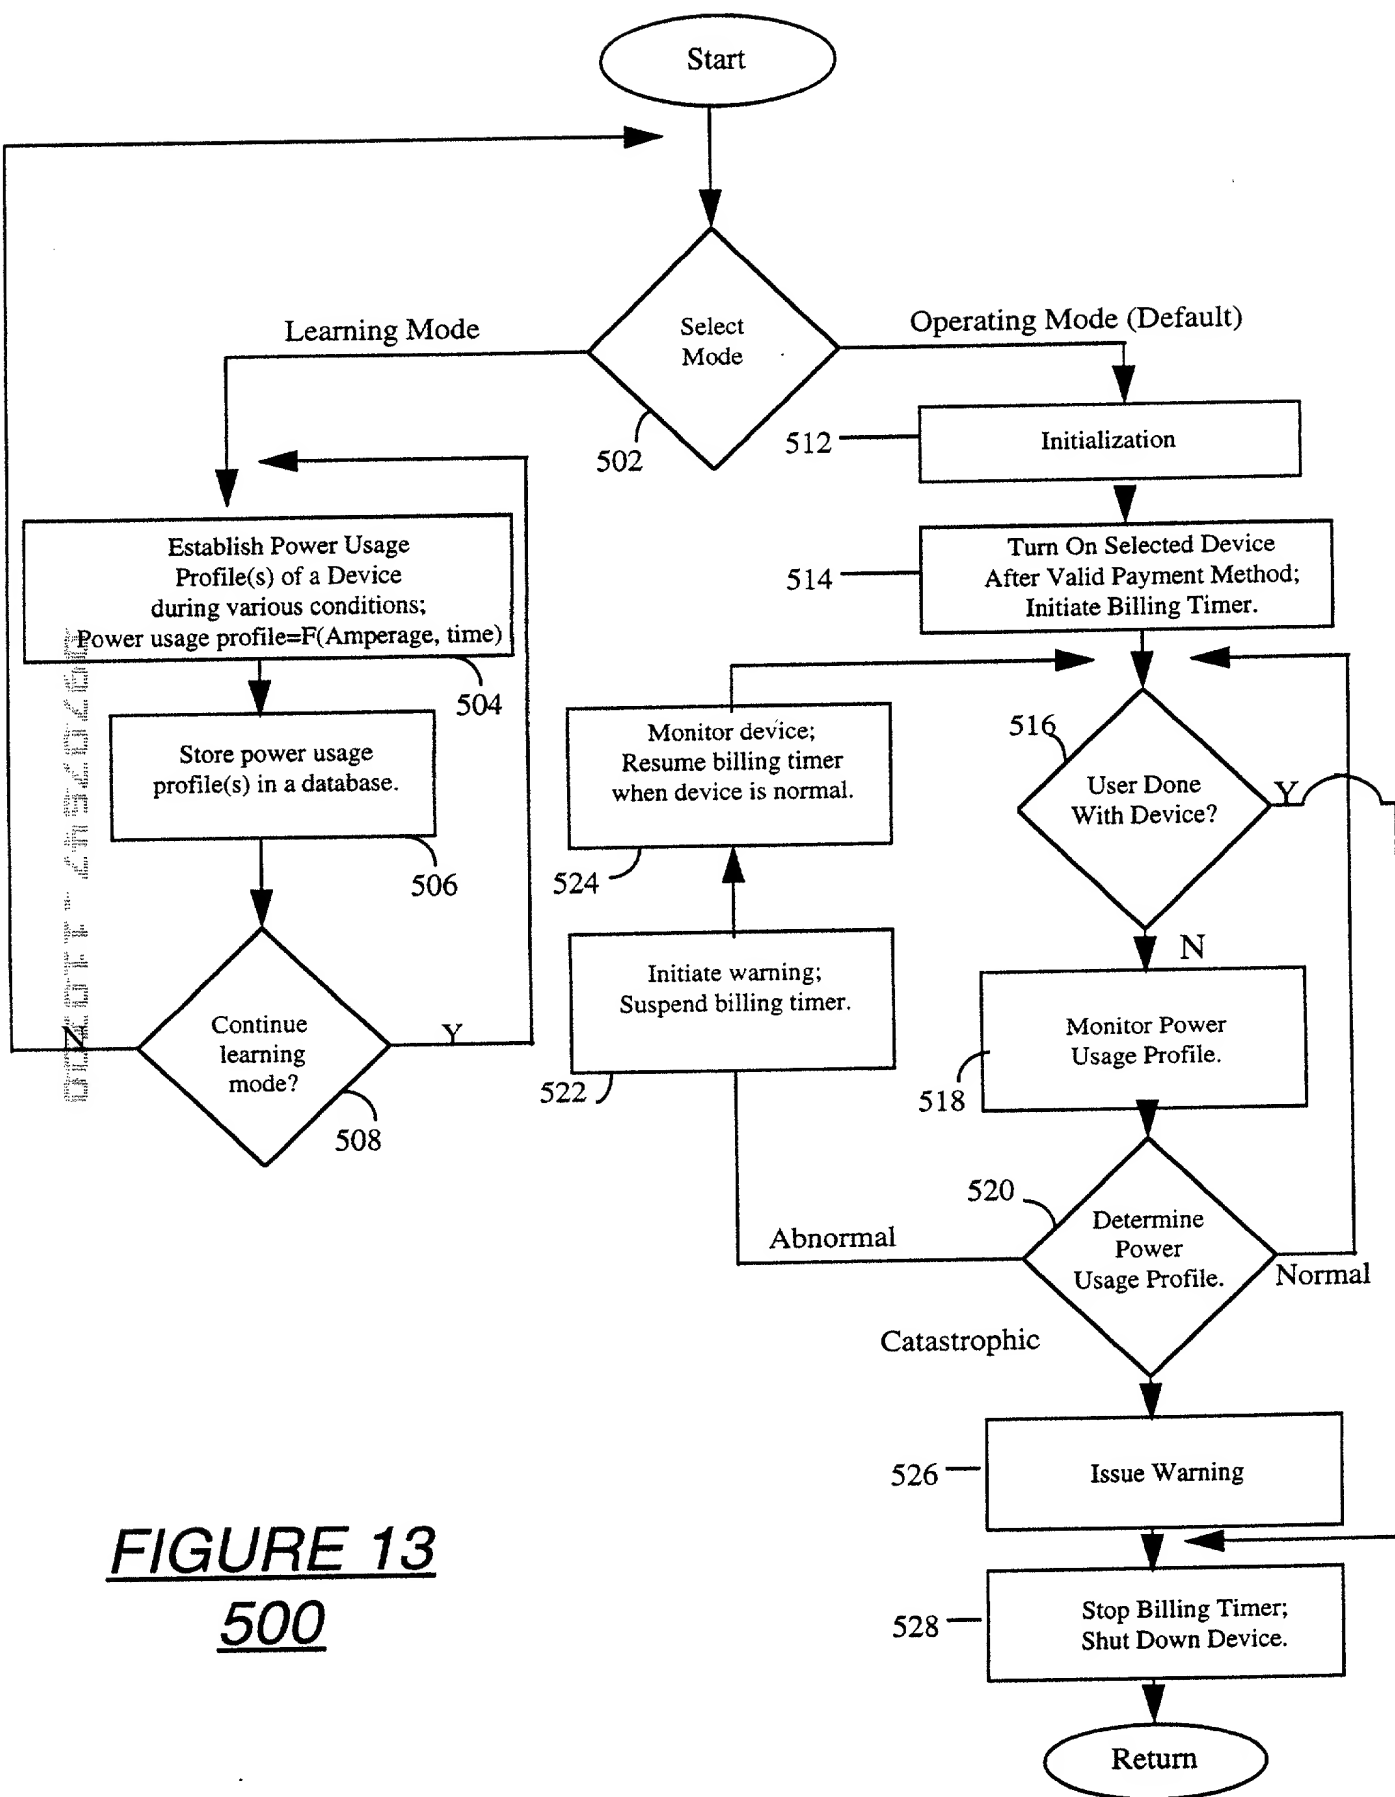 Start
Learning Mode
Operating Mode (Default)
Select
Mode
502
512
Initialization
514
Turn On Selected Device
After Valid Payment Method;
Initiate Billing Timer.
Establish Power Usage
Profile(s) of a Device
during various conditions;
Power usage profile=F(Amperage, time)
504
Store power usage
profile(s) in a database.
506
Continue
learning
mode?
N
Y
508
Monitor device;
Resume billing timer
when device is normal.
524
Initiate warning;
Suspend billing timer.
522
516
User Done
With Device?
Y
N
Monitor Power
Usage Profile.
518
520
Determine
Power
Usage Profile.
Abnormal
Normal
Catastrophic
526
Issue Warning
528
Stop Billing Timer;
Shut Down Device.
Return
FIGURE 13
500